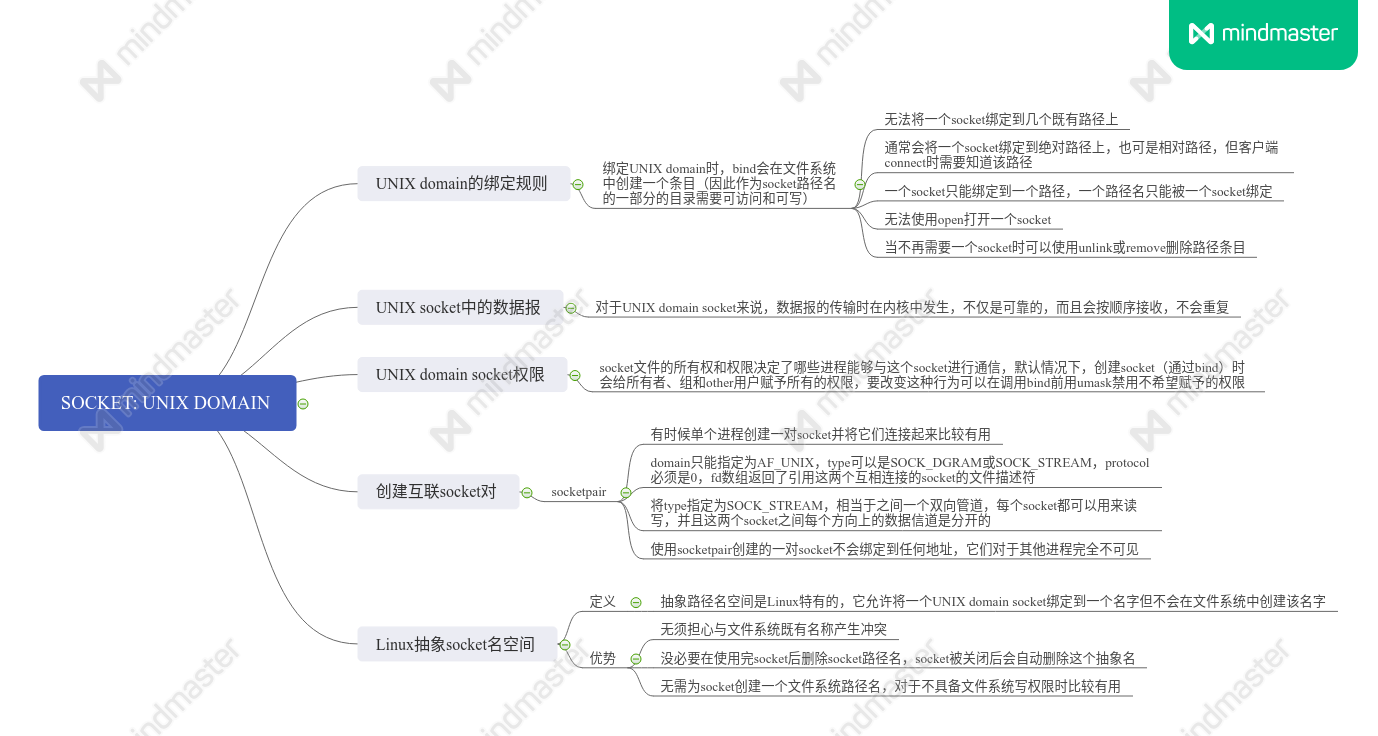 mindmaster
无法将一个socket绑定到几个既有路径上
通常会将一个socket绑定到绝对路径上，也可是相对路径，但客户端
connect时需要知道该路径
UNIX domain的绑定规则
绑定UNIX domain时，bind会在文件系统
中创建一个条目（因此作为socket路径名
的一部分的目录需要可访问和可写）
一个socket只能绑定到一个路径，一个路径名只能被一个socket绑定
无法使用open打开一个socket
当不再需要一个socket时可以使用unlink或remove删除路径条目
UNIX socket中的数据报
对于UNIX domain socket来说，数据报的传输时在内核中发生，不仅是可靠的，而且会按顺序接收，不会重复
UNIX domain socket权限
socket文件的所有权和权限决定了哪些进程能够与这个socket进行通信，默认情况下，创建socket（通过bind）时
会给所有者、组和other用户赋予所有的权限，要改变这种行为可以在调用bind前用umask禁用不希望赋予的权限
SOCKET: UNIX DOMAIN
有时候单个进程创建一对socket并将它们连接起来比较有用
domain只能指定为AF_UNIX，type可以是SOCK_DGRAM或SOCK_STREAM，protocol
必须是0，fd数组返回了引用这两个互相连接的socket的文件描述符
创建互联socket对
socketpair
将type指定为SOCK_STREAM，相当于之间一个双向管道，每个socket都可以用来读
写，并且这两个socket之间每个方向上的数据信道是分开的
使用socketpair创建的一对socket不会绑定到任何地址，它们对于其他进程完全不可见
定义
抽象路径名空间是Linux特有的，它允许将一个UNIX domain socket绑定到一个名字但不会在文件系统中创建该名字
Linux抽象socket名空间
无须担心与文件系统既有名称产生冲突
优势
没必要在使用完socket后删除socket路径名，socket被关闭后会自动删除这个抽象名
无需为socket创建一个文件系统路径名，对于不具备文件系统写权限时比较有用
mindmaster
mindmaster
mindmaster
mindmaster
mindmaster
mindmaster
mindmaster
mindmaster